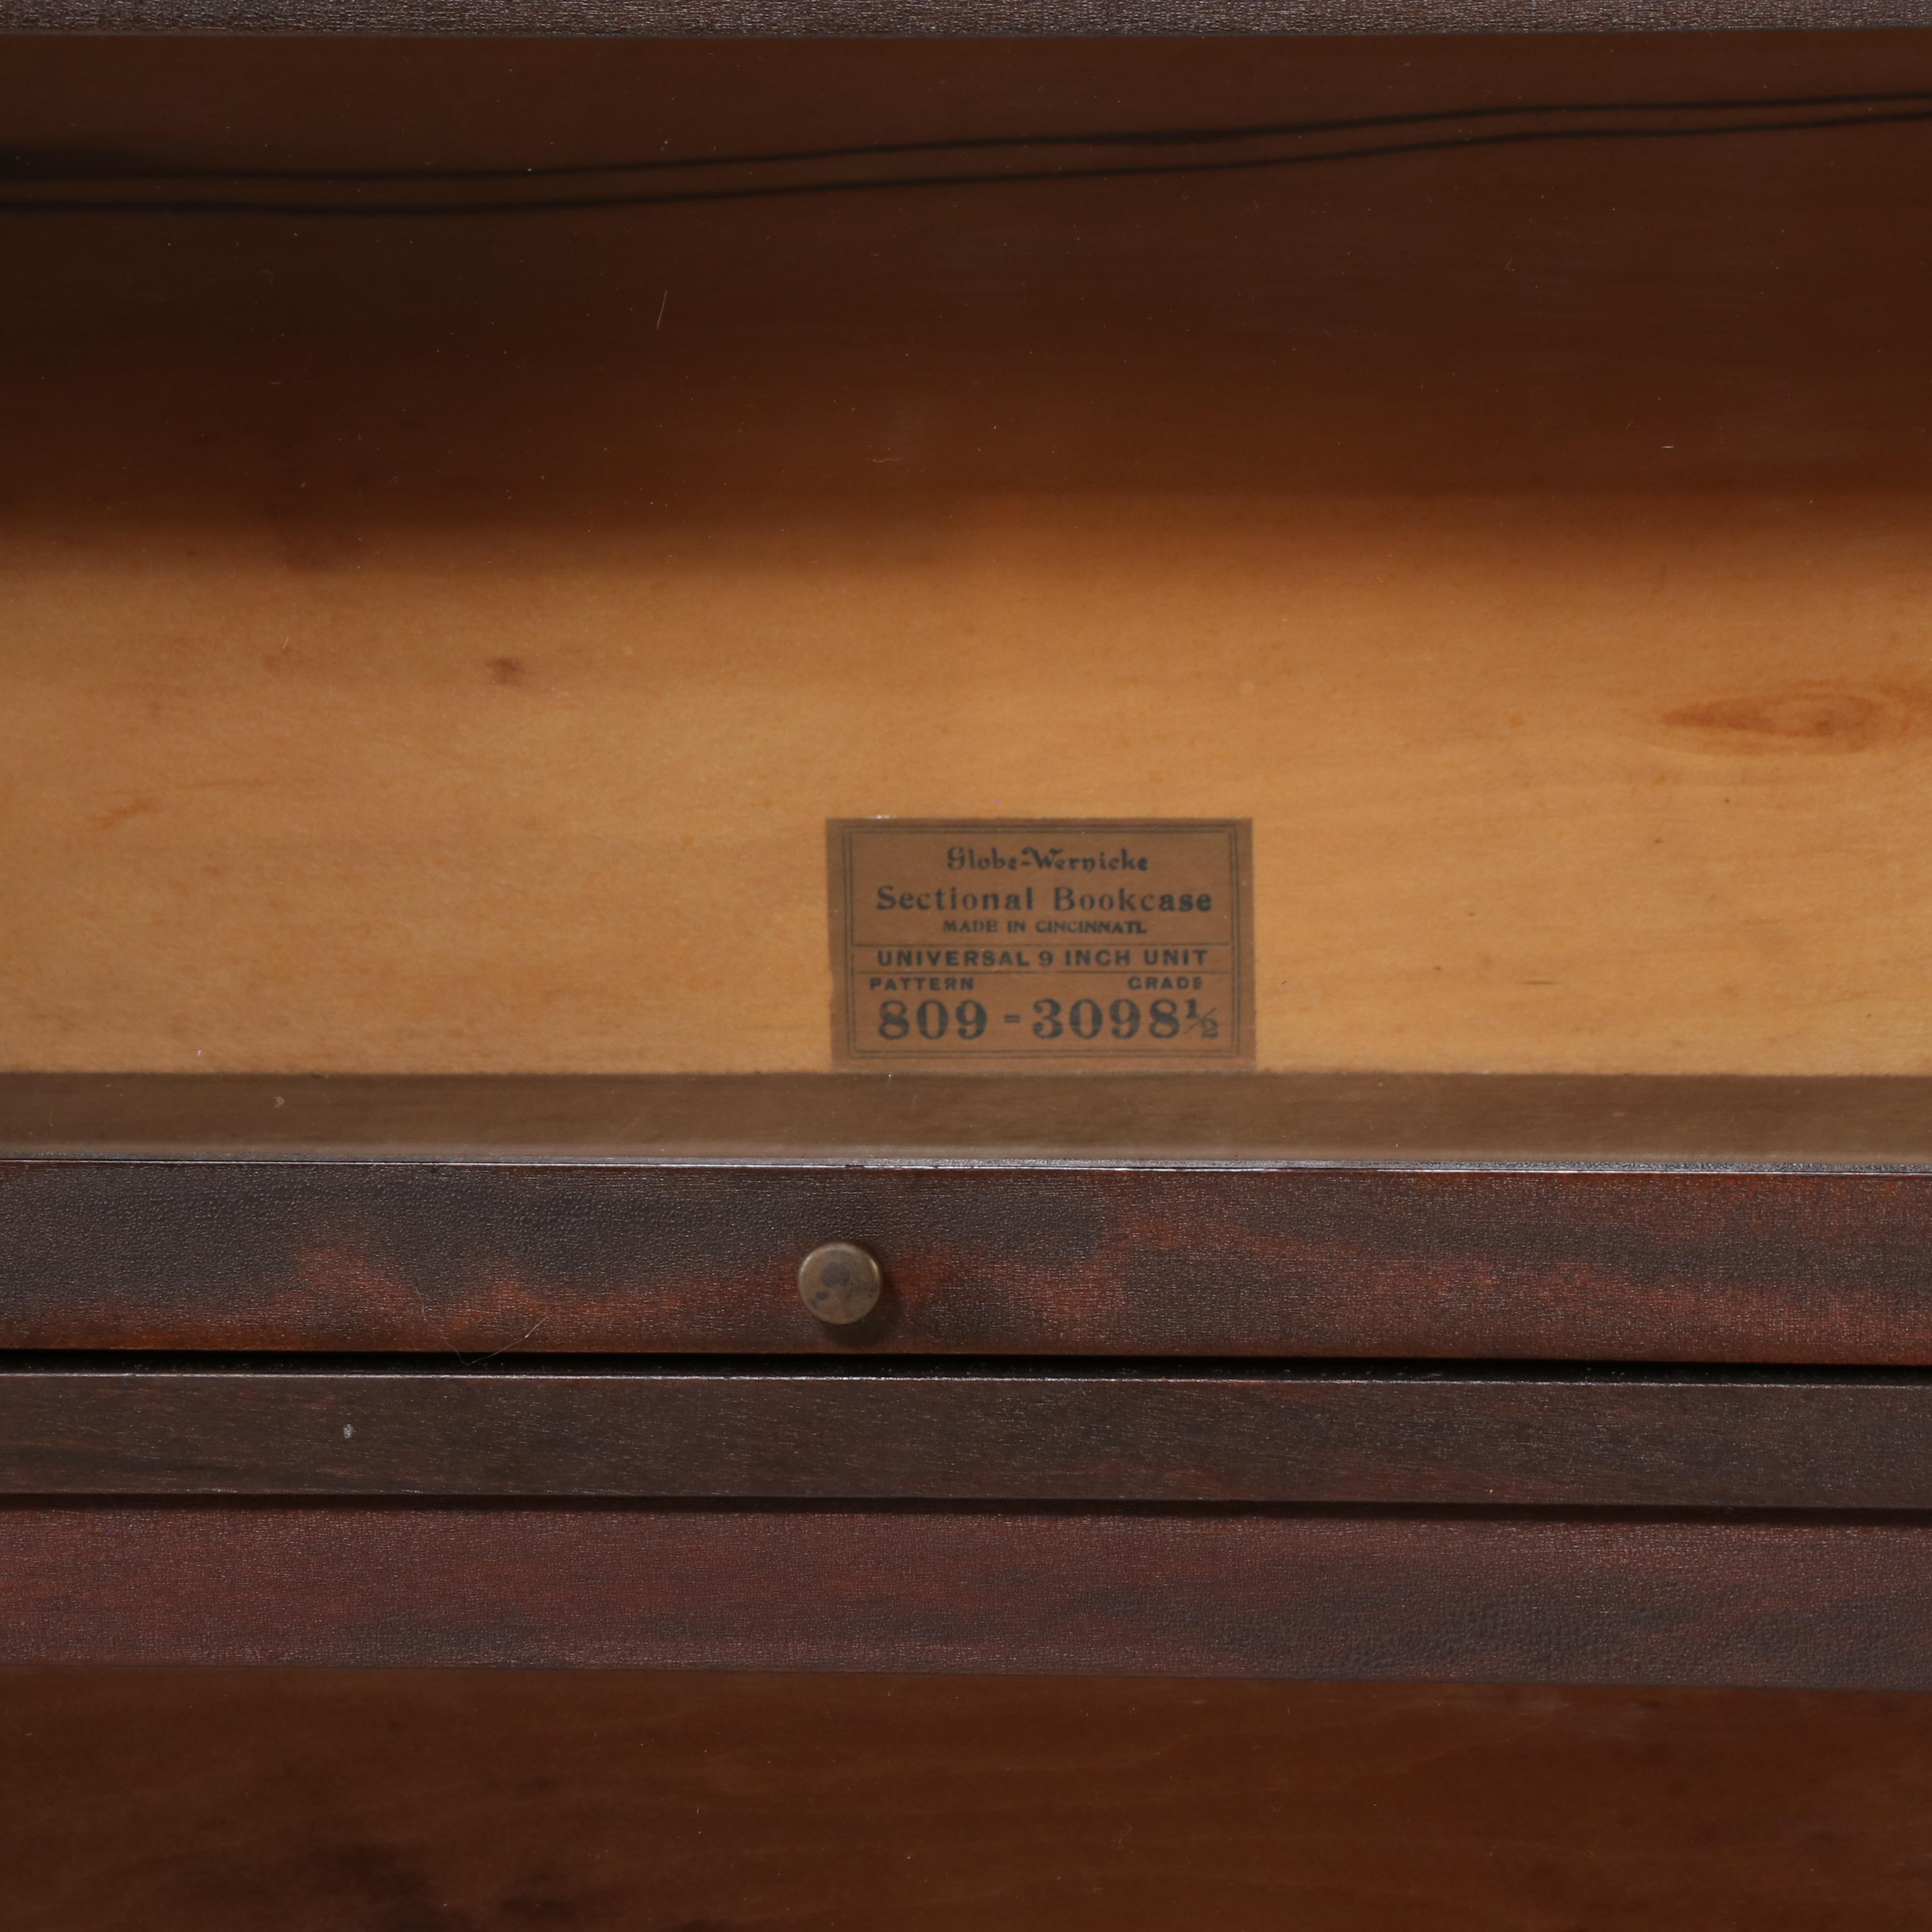 Globe-Wernicke
Sectional Bookcase
MADE IN CINCINNATI.
UNIVERSAL 9 INCH UNIT
PATTERN GRADE
809 - 3098½